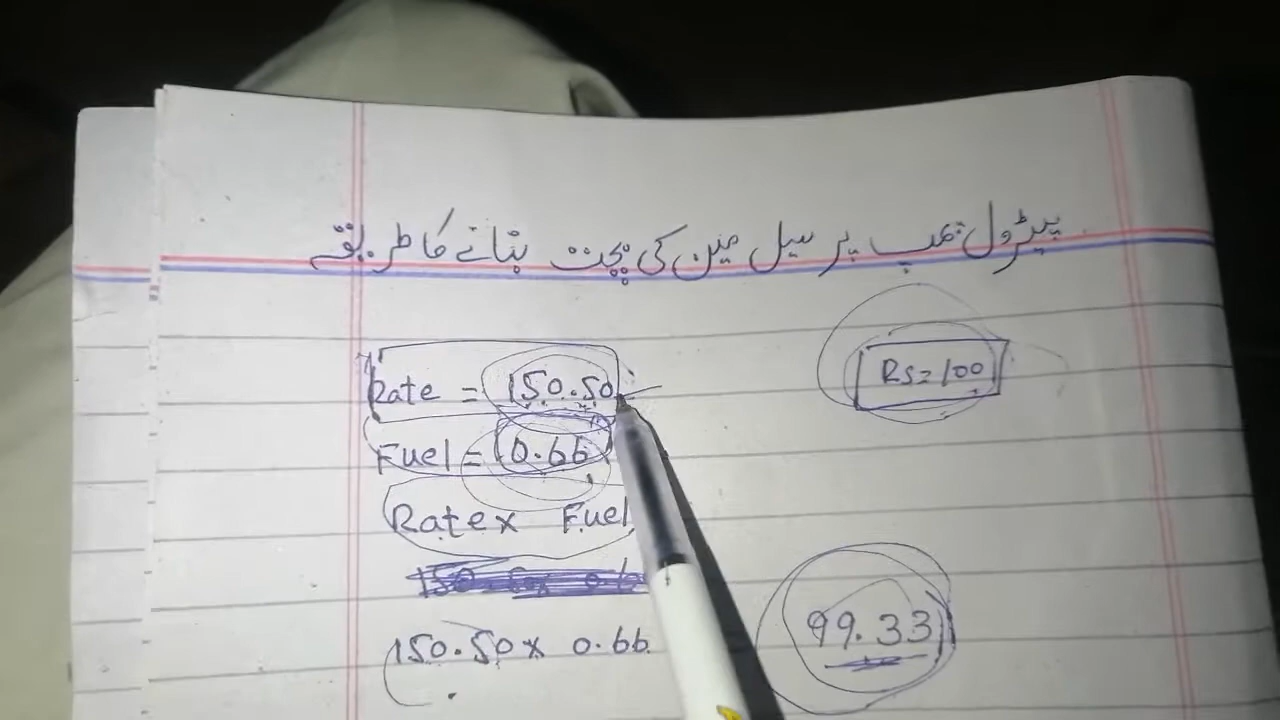 پیٹرول پمپ پر سیل مین کی بچت بنانے کا طریقہ
Rate = 150.50
Rs=100
Fuel = 0.66
Rate x Fuel
150.50 x 0.66
99.33